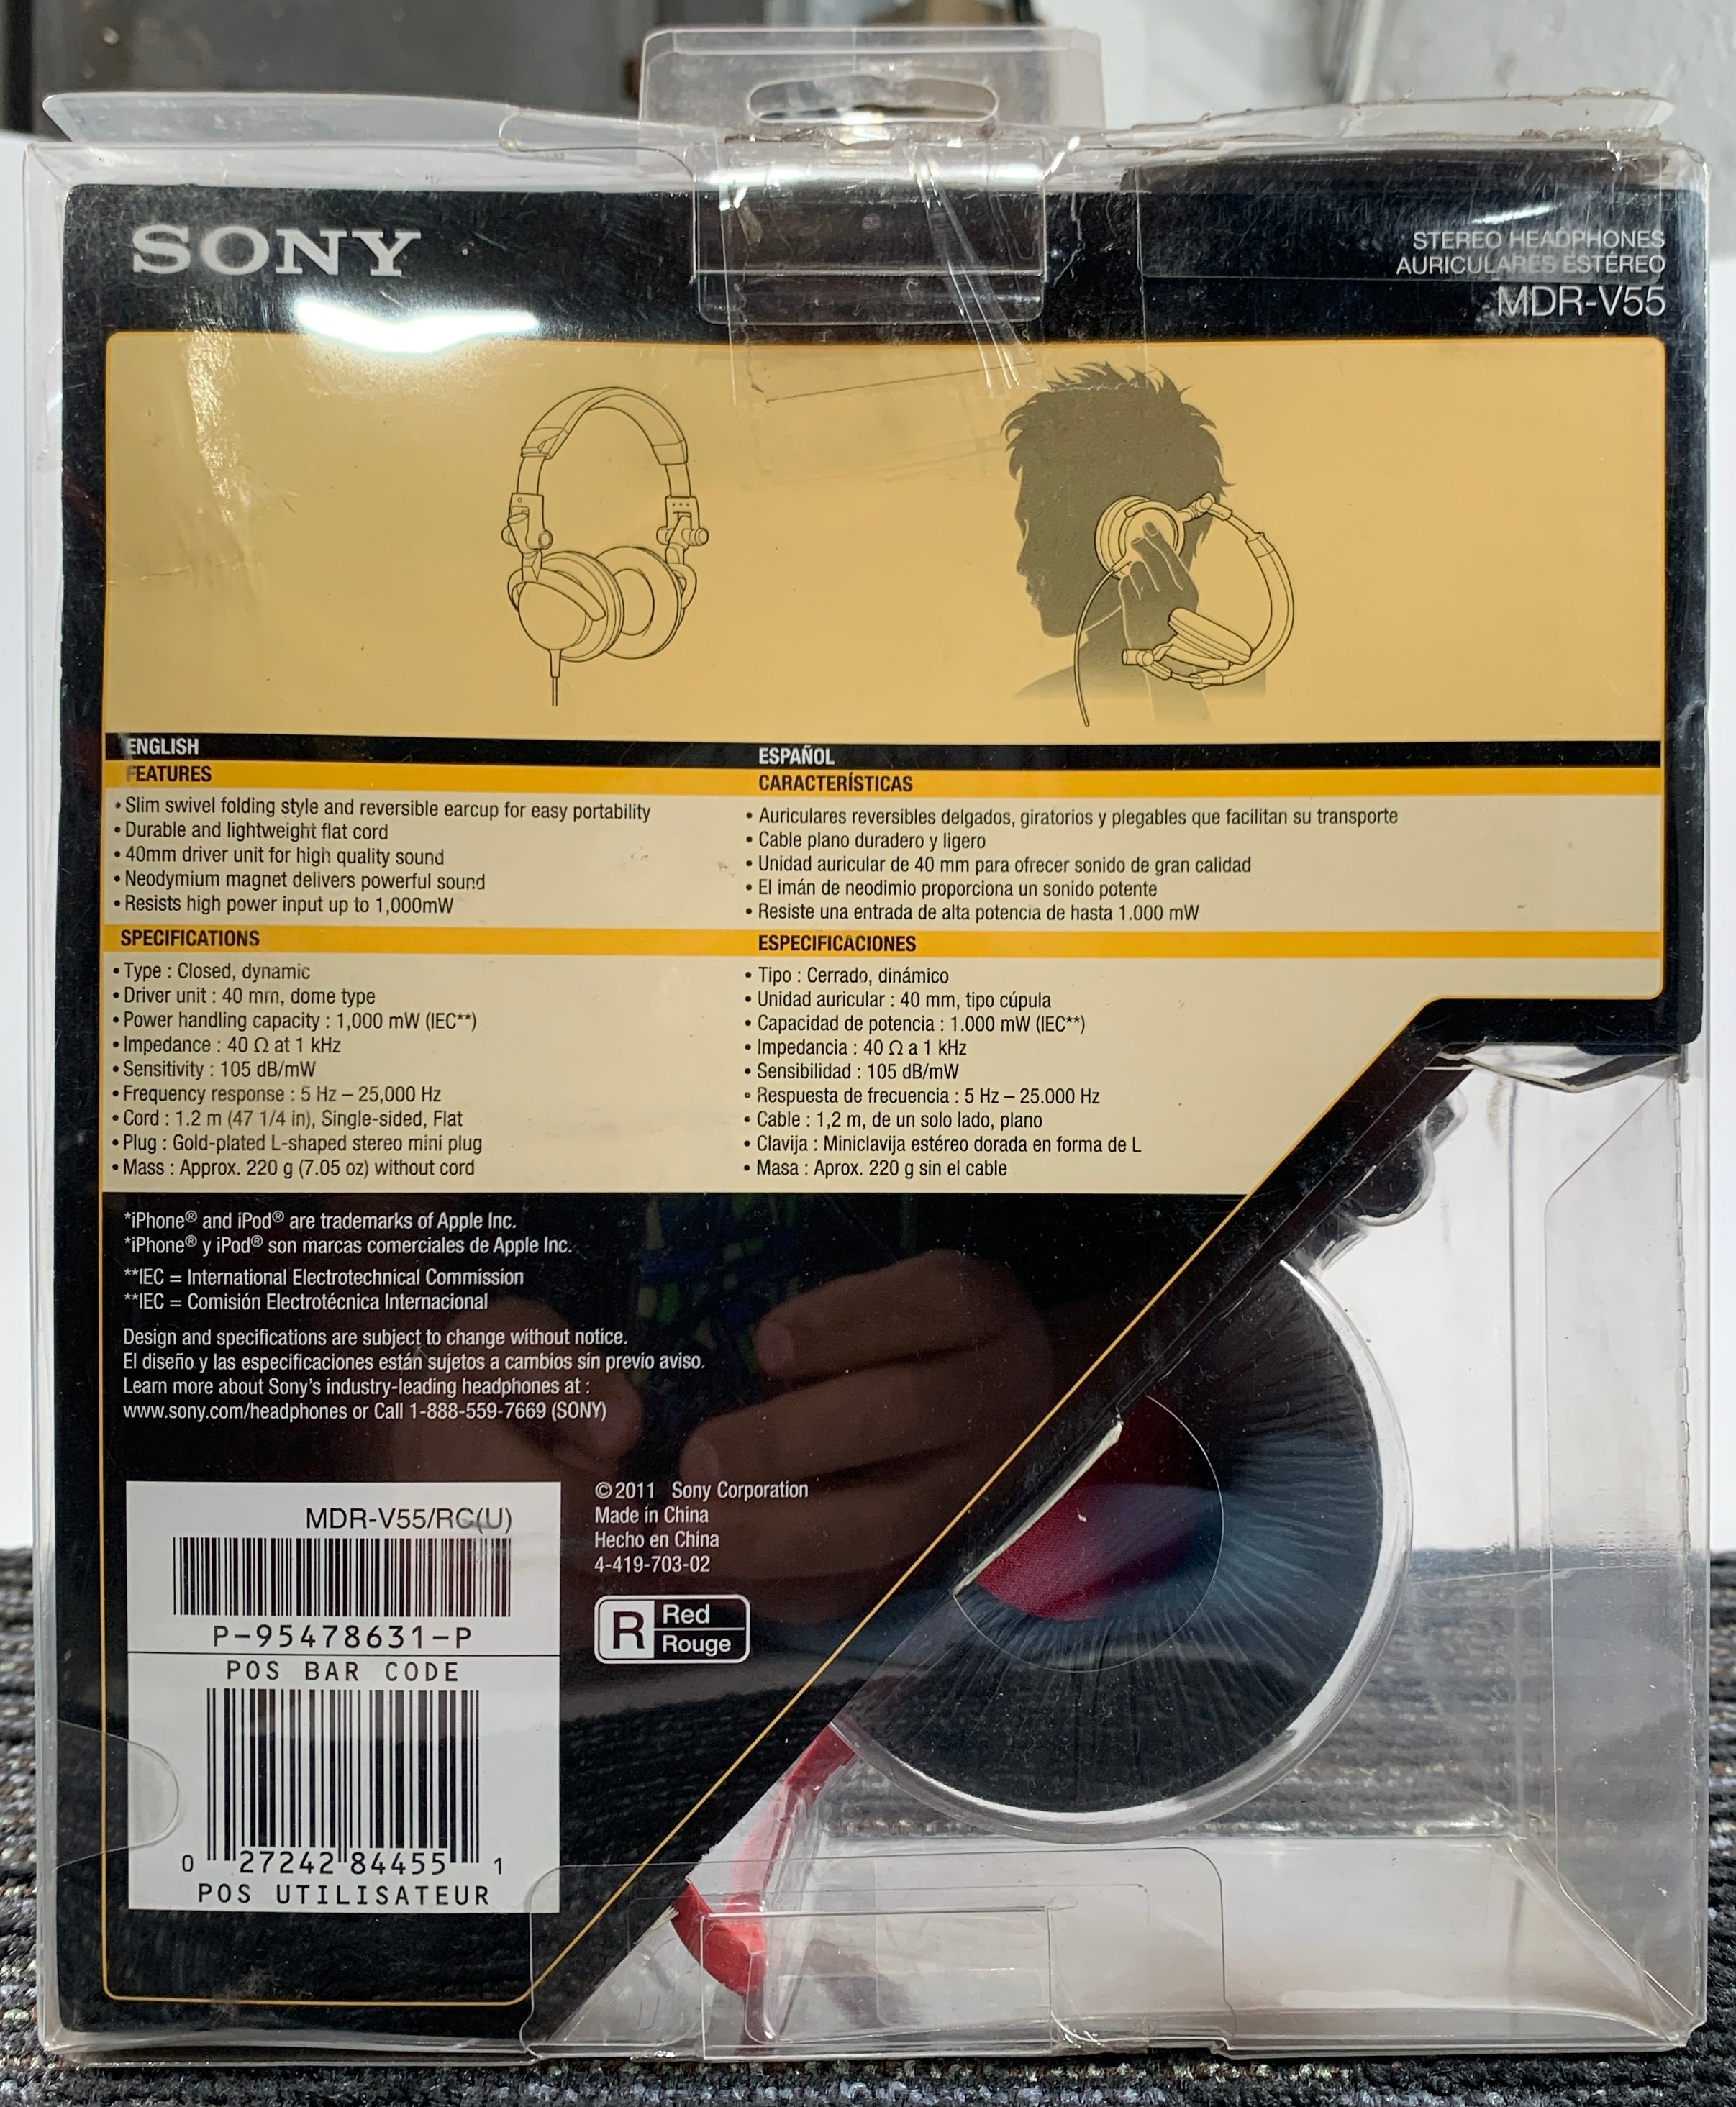 SONY
STEREO HEADPHONES
AURICULARES ESTÉREO
MDR-V55
ENGLISH
FEATURES
• Slim swivel folding style and reversible earcup for easy portability
• Durable and lightweight flat cord
• 40mm driver unit for high quality sound
• Neodymium magnet delivers powerful sound
• Resists high power input up to 1,000mW
SPECIFICATIONS
• Type : Closed, dynamic
• Driver unit : 40 mm, dome type
• Power handling capacity : 1,000 mW (IEC**)
• Impedance : 40 Ω at 1 kHz
• Sensitivity : 105 dB/mW
• Frequency response : 5 Hz – 25,000 Hz
• Cord : 1.2 m (47 1/4 in), Single-sided, Flat
• Plug : Gold-plated L-shaped stereo mini plug
• Mass : Approx. 220 g (7.05 oz) without cord
ESPAÑOL
CARACTERÍSTICAS
• Auriculares reversibles delgados, giratorios y plegables que facilitan su transporte
• Cable plano duradero y ligero
• Unidad auricular de 40 mm para ofrecer sonido de gran calidad
• El imán de neodimio proporciona un sonido potente
• Resiste una entrada de alta potencia de hasta 1.000 mW
ESPECIFICACIONES
• Tipo : Cerrado, dinámico
• Unidad auricular : 40 mm, tipo cúpula
• Capacidad de potencia : 1.000 mW (IEC**)
• Impedancia : 40 Ω a 1 kHz
• Sensibilidad : 105 dB/mW
• Respuesta de frecuencia : 5 Hz – 25.000 Hz
• Cable : 1,2 m, de un solo lado, plano
• Clavija : Miniclavija estéreo dorada en forma de L
• Masa : Aprox. 220 g sin el cable
*iPhone® and iPod® are trademarks of Apple Inc.
*iPhone® y iPod® son marcas comerciales de Apple Inc.
**IEC = International Electrotechnical Commission
**IEC = Comisión Electrotécnica Internacional
Design and specifications are subject to change without notice.
El diseño y las especificaciones están sujetos a cambios sin previo aviso.
Learn more about Sony's industry-leading headphones at :
www.sony.com/headphones or Call 1-888-559-7669 (SONY)
MDR-V55/RC(U)
P-95478631-P
POS BAR CODE
0 27242 84455 1
POS UTILISATEUR
©2011 Sony Corporation
Made in China
Hecho en China
4-419-703-02
R Red
Rouge